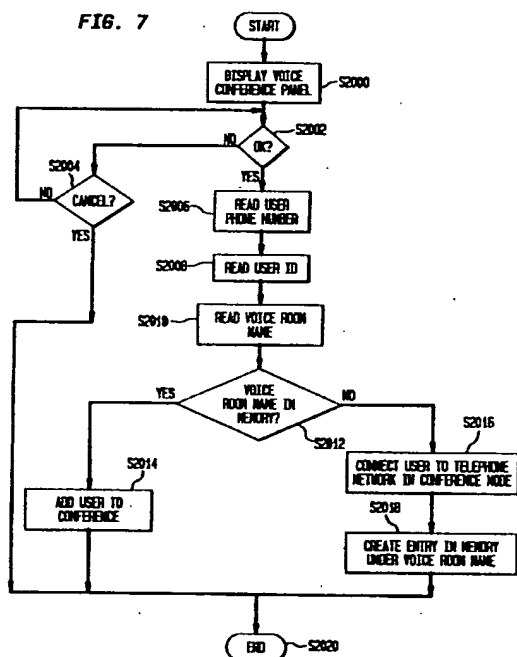 FIG. 7
START
DISPLAY VOICE
CONFERENCE PANEL
S2000
S2002
OK?
NO
YES
S2004
CANCEL?
NO
YES
S2006
READ USER
PHONE NUMBER
S2008
READ USER ID
S2010
READ VOICE ROOM
NAME
VOICE
ROOM NAME IN
MEMORY?
YES
NO
S2012
S2014
ADD USER TO
CONFERENCE
S2016
CONNECT USER TO TELEPHONE
NETWORK IN CONFERENCE MODE
S2018
CREATE ENTRY IN MEMORY
UNDER VOICE ROOM NAME
END
S2020